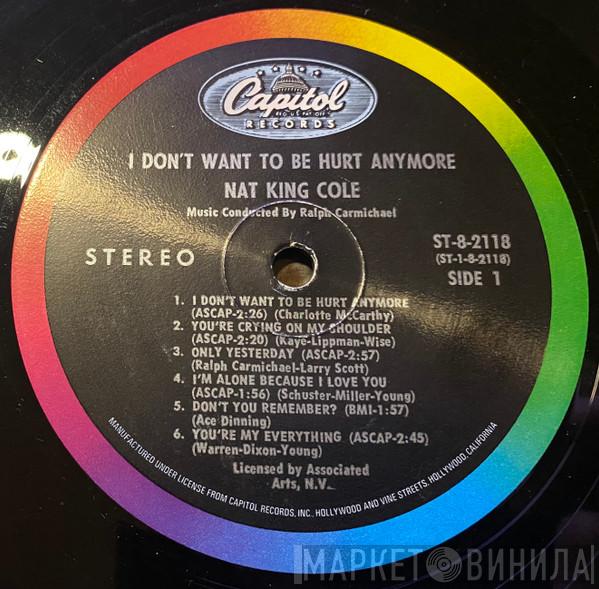 Capitol
REG. U.S. PAT. OFF.
RECORDS
I DON'T WANT TO BE HURT ANYMORE
NAT KING COLE
Music Conducted By Ralph Carmichael
STEREO
ST-8-2118
(ST-1-8-2118)
SIDE 1
1. I DON'T WANT TO BE HURT ANYMORE
(ASCAP-2:26) (Charlotte McCarthy)
2. YOU'RE CRYING ON MY SHOULDER
(ASCAP-2:20) (Kaye-Lippman-Wise)
3. ONLY YESTERDAY (ASCAP-2:57)
(Ralph Carmichael-Larry Scott)
4. I'M ALONE BECAUSE I LOVE YOU
(ASCAP-1:56) (Schuster-Miller-Young)
5. DON'T YOU REMEMBER? (BMI-1:57)
(Ace Dinning)
6. YOU'RE MY EVERYTHING (ASCAP-2:45)
(Warren-Dixon-Young)
Licensed by Associated
Arts, N.V.
MANUFACTURED UNDER LICENSE FROM CAPITOL RECORDS, INC., HOLLYWOOD AND VINE STREETS, HOLLYWOOD, CALIFORNIA
МАРКЕТ ВИНИЛА